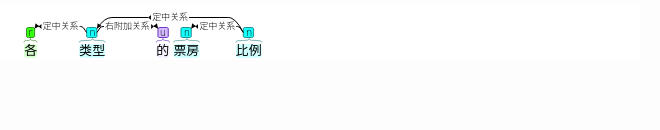 定中关系
定中关系 右附加关系 定中关系
r n u n n
各 类型 的 票房 比例